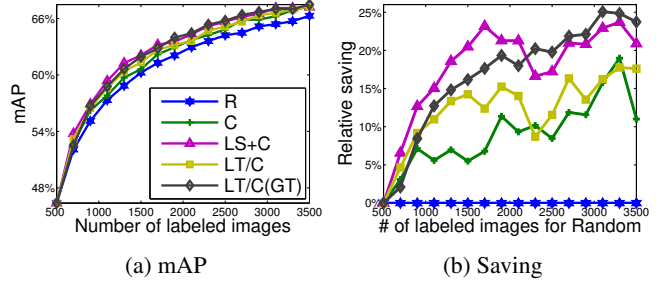 66%
60%
54%
48%
mAP
R
C
LS+C
LT/C
LT/C(GT)
500 1000 1500 2000 2500 3000 3500
Number of labeled images
(a) mAP
25%
20%
15%
10%
5%
0%
Relative saving
500 1000 1500 2000 2500 3000 3500
# of labeled images for Random
(b) Saving